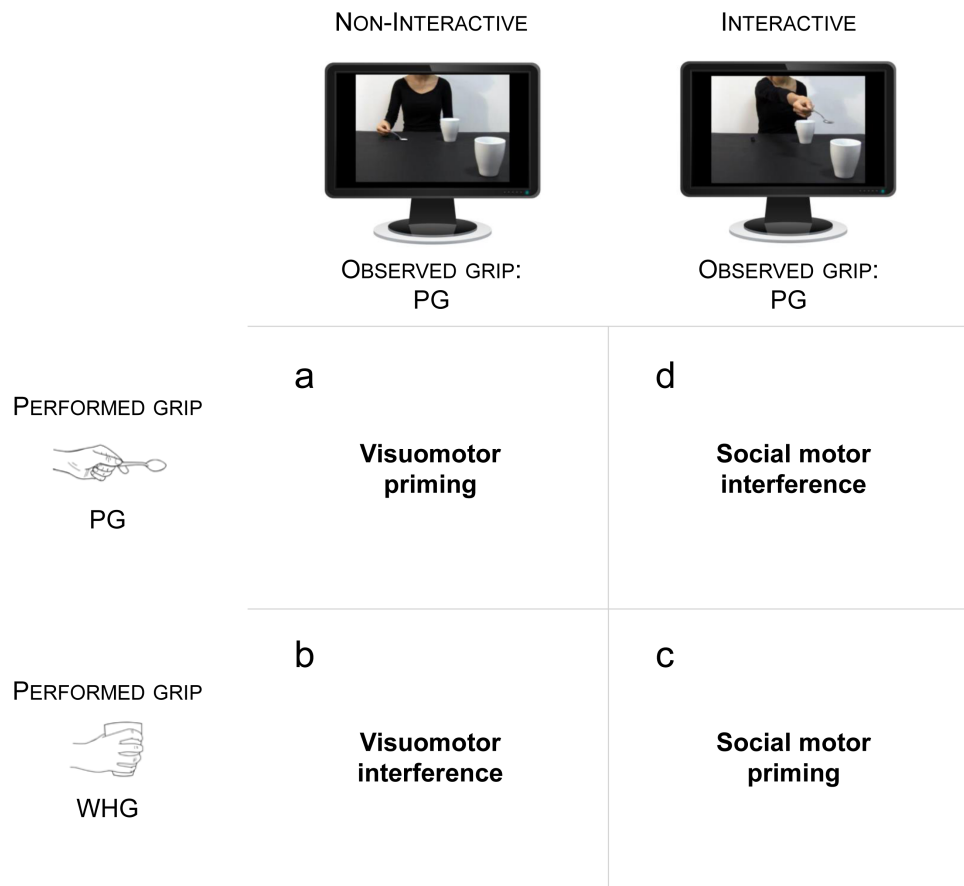 NON-INTERACTIVE
INTERACTIVE
OBSERVED GRIP:
PG
OBSERVED GRIP:
PG
PERFORMED GRIP
PG
a
Visuomotor
priming
d
Social motor
interference
PERFORMED GRIP
WHG
b
Visuomotor
interference
c
Social motor
priming